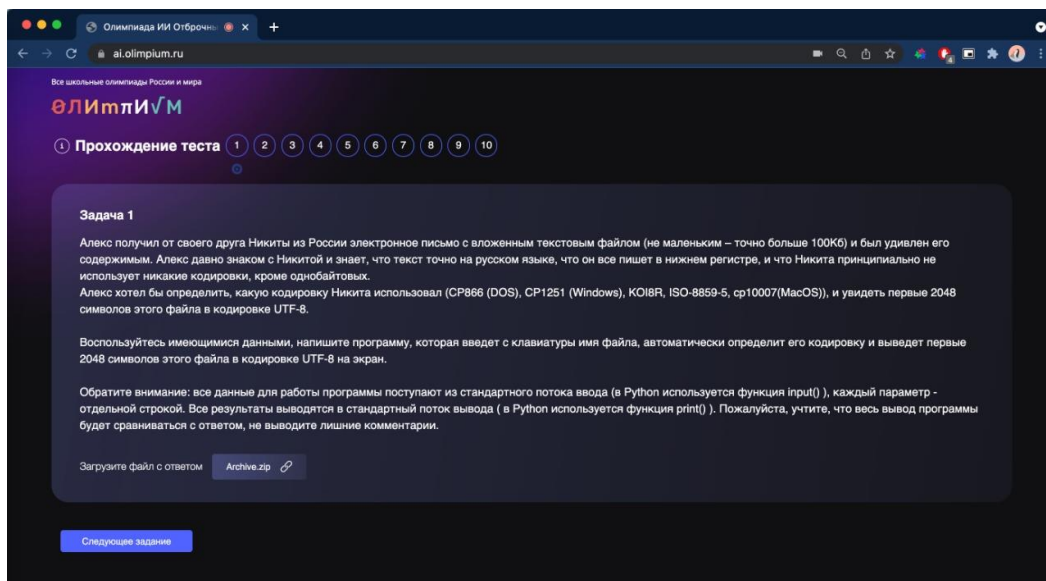 Олимпиада ИИ Отброчны
ai.olimpium.ru
Все школьные олимпиады России и мира
ѳЛИmπИ√М
Прохождение теста 1 2 3 4 5 6 7 8 9 10
Задача 1
Алекс получил от своего друга Никиты из России электронное письмо с вложенным текстовым файлом (не маленьким – точно больше 100Кб) и был удивлен его
содержимым. Алекс давно знаком с Никитой и знает, что текст точно на русском языке, что он все пишет в нижнем регистре, и что Никита принципиально не
использует никакие кодировки, кроме однобайтовых.
Алекс хотел бы определить, какую кодировку Никита использовал (CP866 (DOS), CP1251 (Windows), KOI8R, ISO-8859-5, cp10007(MacOS)), и увидеть первые 2048
символов этого файла в кодировке UTF-8.
Воспользуйтесь имеющимися данными, напишите программу, которая введет с клавиатуры имя файла, автоматически определит его кодировку и выведет первые
2048 символов этого файла в кодировке UTF-8 на экран.
Обратите внимание: все данные для работы программы поступают из стандартного потока ввода (в Python используется функция input() ), каждый параметр -
отдельной строкой. Все результаты выводятся в стандартный поток вывода ( в Python используется функция print() ). Пожалуйста, учтите, что весь вывод программы
будет сравниваться с ответом, не выводите лишние комментарии.
Загрузите файл с ответом Archive.zip
Следующее задание